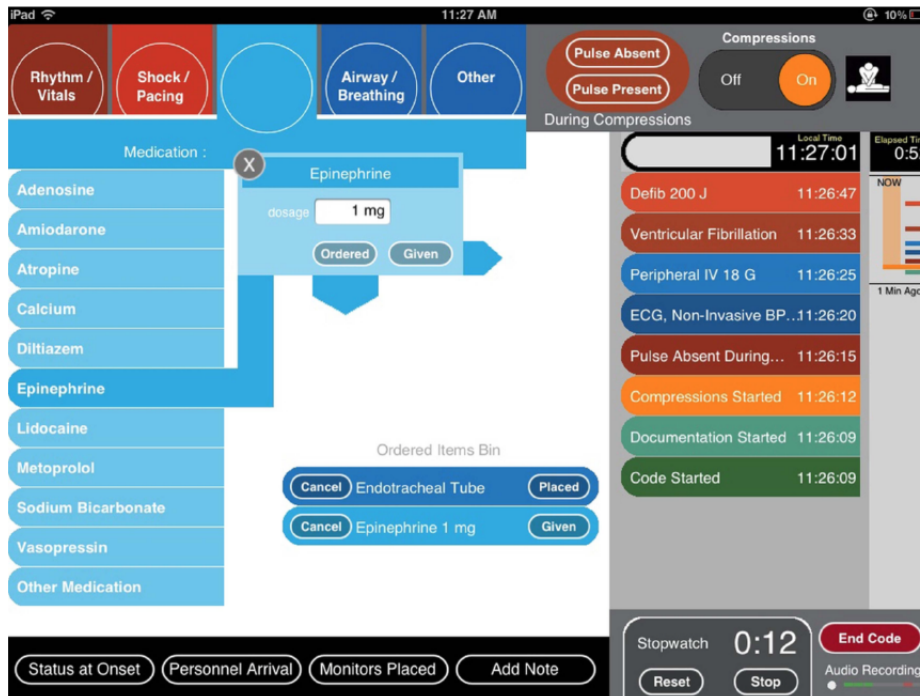 iPad
11:27 AM
10%
Rhythm /
Vitals
Shock /
Pacing
Airway /
Breathing
Other
Pulse Absent
Pulse Present
During Compressions
Compressions
Off
On
Medication :
Adenosine
Amiodarone
Atropine
Calcium
Diltiazem
Epinephrine
Lidocaine
Metoprolol
Sodium Bicarbonate
Vasopressin
Other Medication
X
Epinephrine
dosage
1 mg
Ordered
Given
Ordered Items Bin
Cancel Endotracheal Tube Placed
Cancel Epinephrine 1 mg Given
Local Time
11:27:01
Elapsed Ti
0:5
Defib 200 J 11:26:47
Ventricular Fibrillation 11:26:33
Peripheral IV 18 G 11:26:25
ECG, Non-Invasive BP... 11:26:20
Pulse Absent During... 11:26:15
Compressions Started 11:26:12
Documentation Started 11:26:09
Code Started 11:26:09
NOW
1 Min Ago
Status at Onset
Personnel Arrival
Monitors Placed
Add Note
Stopwatch 0:12
Reset
Stop
End Code
Audio Recording